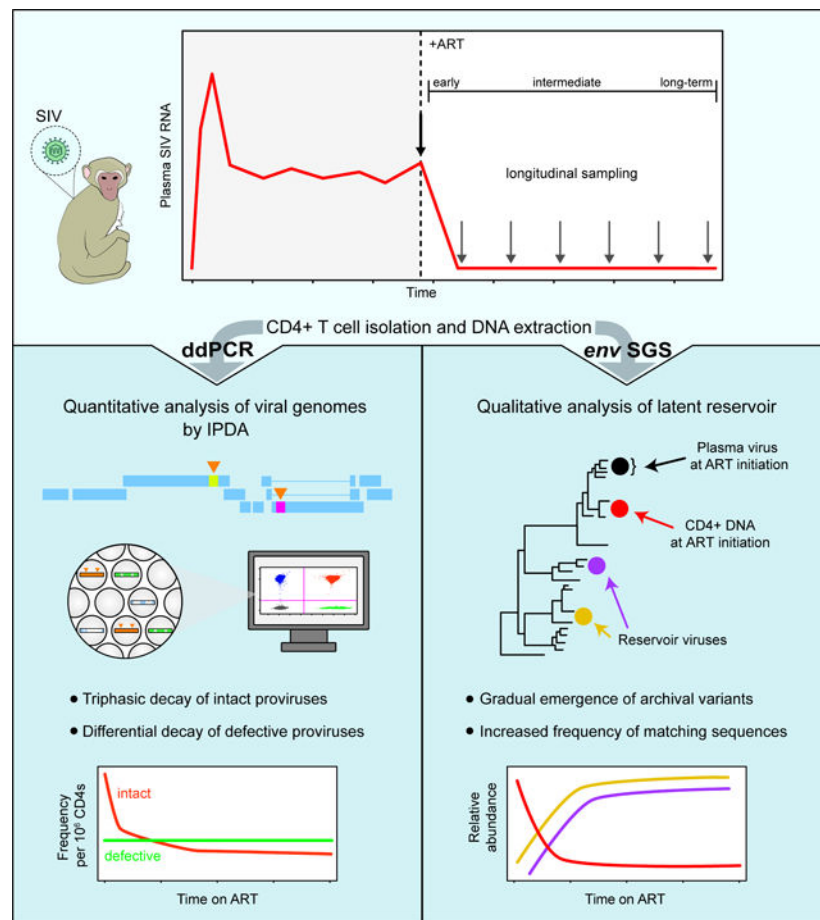 SIV
Plasma SIV RNA
+ART
early
intermediate
long-term
longitudinal sampling
Time
CD4+ T cell isolation and DNA extraction
ddPCR
env SGS
Quantitative analysis of viral genomes
by IPDA
Qualitative analysis of latent reservoir
Plasma virus
at ART initiation
CD4+ DNA
at ART initiation
Reservoir viruses
● Triphasic decay of intact proviruses
● Differential decay of defective proviruses
● Gradual emergence of archival variants
● Increased frequency of matching sequences
Frequency
per 10⁶ CD4s
intact
defective
Time on ART
Relative
abundance
Time on ART